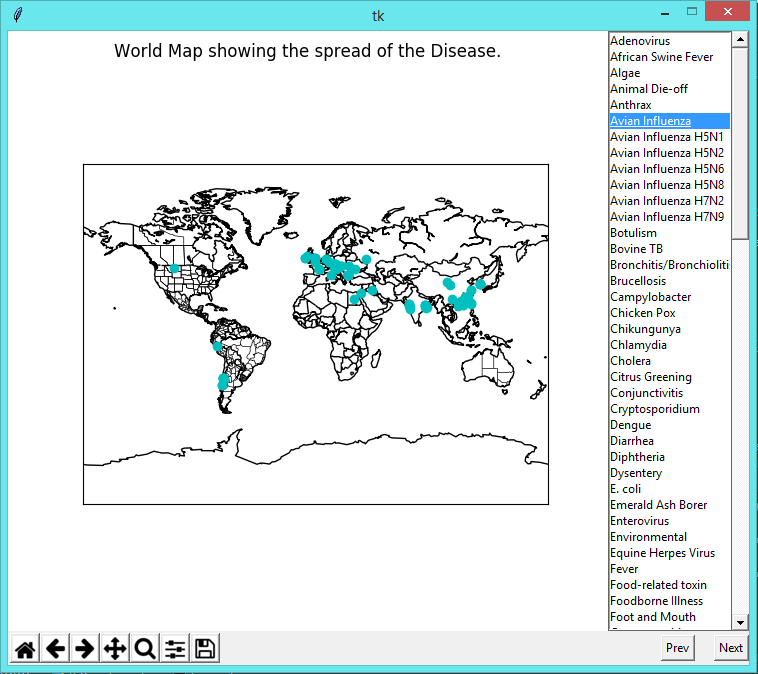 tk
World Map showing the spread of the Disease.
Adenovirus
African Swine Fever
Algae
Animal Die-off
Anthrax
Avian Influenza
Avian Influenza H5N1
Avian Influenza H5N2
Avian Influenza H5N6
Avian Influenza H5N8
Avian Influenza H7N2
Avian Influenza H7N9
Botulism
Bovine TB
Bronchitis/Bronchioliti
Brucellosis
Campylobacter
Chicken Pox
Chikungunya
Chlamydia
Cholera
Citrus Greening
Conjunctivitis
Cryptosporidium
Dengue
Diarrhea
Diphtheria
Dysentery
E. coli
Emerald Ash Borer
Enterovirus
Environmental
Equine Herpes Virus
Fever
Food-related toxin
Foodborne Illness
Foot and Mouth
Prev Next